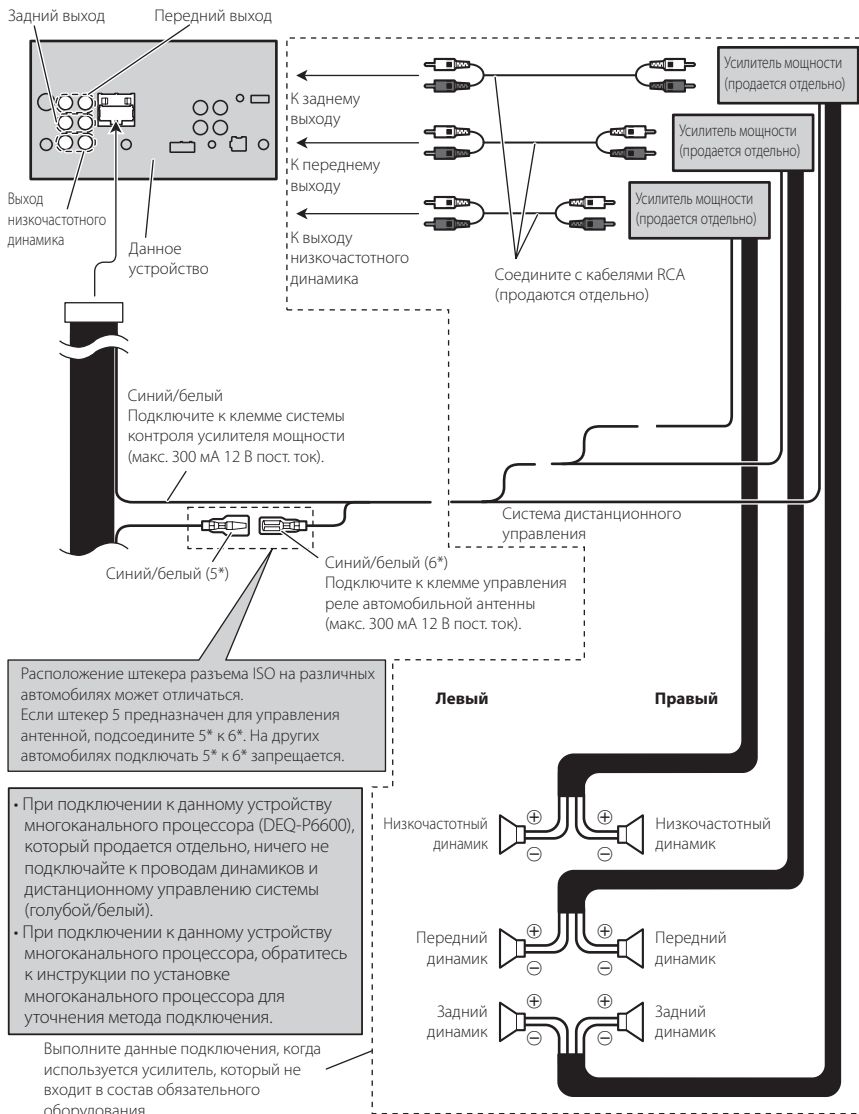 Задний выход
Передний выход
Усилитель мощности
(продается отдельно)
К заднему
выходу
Усилитель мощности
(продается отдельно)
К переднему
выходу
Усилитель мощности
(продается отдельно)
Выход
низкочастотного
динамика
Данное
устройство
К выходу
низкочастотного
динамика
Соедините с кабелями RCA
(продаются отдельно)
Синий/белый
Подключите к клемме системы
контроля усилителя мощности
(макс. 300 мА 12 В пост. ток).
Система дистанционного
управления
Синий/белый (5*)
Синий/белый (6*)
Подключите к клемме управления
реле автомобильной антенны
(макс. 300 мА 12 В пост. ток).
Расположение штекера разъема ISO на различных
автомобилях может отличаться.
Если штекер 5 предназначен для управления
антенной, подсоедините 5* к 6*. На других
автомобилях подключать 5* к 6* запрещается.
Левый
Правый
• При подключении к данному устройству
многоканального процессора (DEQ-P6600),
который продается отдельно, ничего не
подключайте к проводам динамиков и
дистанционному управлению системы
(голубой/белый).
• При подключении к данному устройству
многоканального процессора, обратитесь
к инструкции по установке
многоканального процессора для
уточнения метода подключения.
Низкочастотный
динамик
⊕ ⊕
⊖ ⊖
Низкочастотный
динамик
Передний
динамик
⊕ ⊕
⊖ ⊖
Передний
динамик
Задний
динамик
⊕ ⊕
⊖ ⊖
Задний
динамик
Выполните данные подключения, когда
используется усилитель, который не
входит в состав обязательного
оборудования